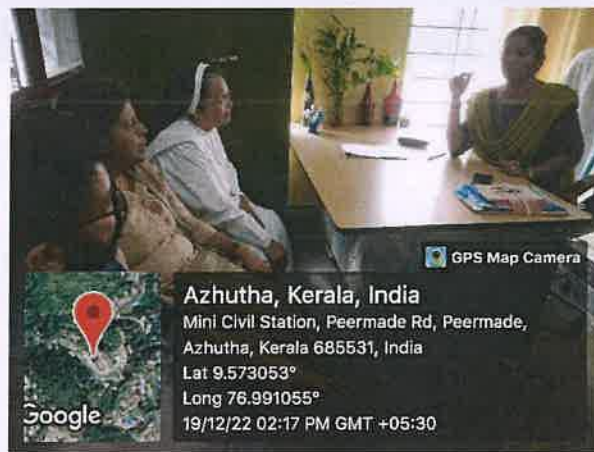 GPS Map Camera
Azhutha, Kerala, India
Mini Civil Station, Peermade Rd, Peermade,
Azhutha, Kerala 685531, India
Lat 9.573053°
Long 76.991055°
19/12/22 02:17 PM GMT +05:30
Google